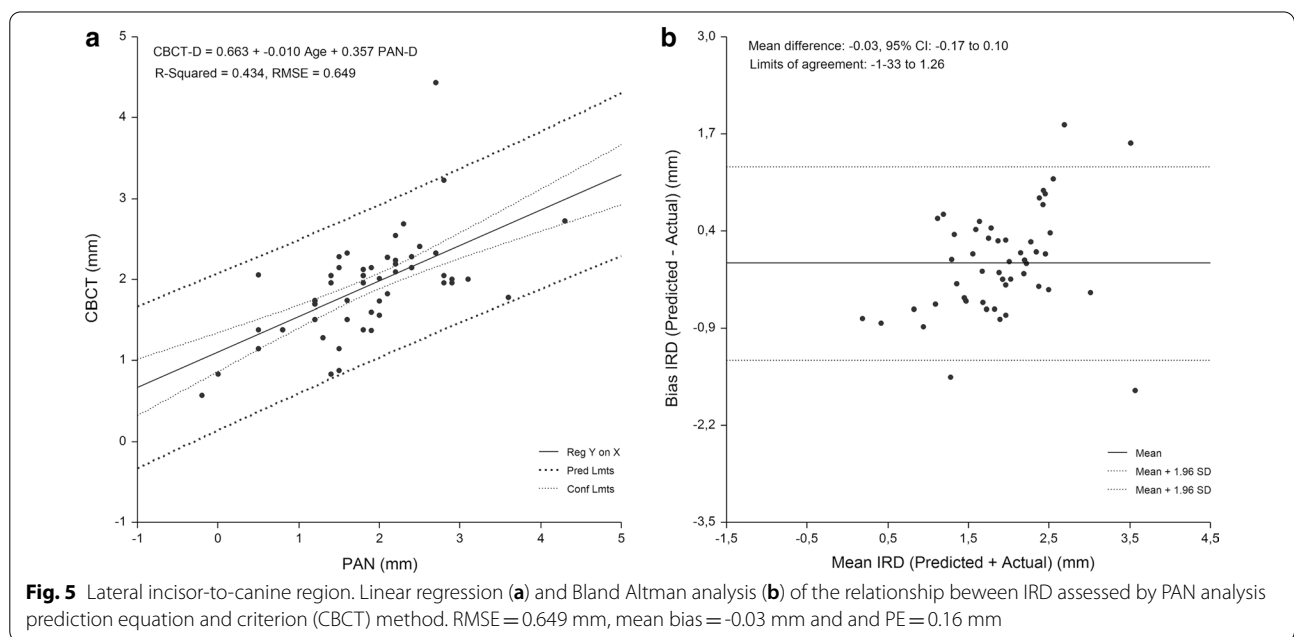 a
CBCT-D = 0.663 + -0.010 Age + 0.357 PAN-D
R-Squared = 0.434, RMSE = 0.649
5
4
3
2
1
0
-1
CBCT (mm)
-1
0
1
2
3
4
5
PAN (mm)
Reg Y on X
Pred Lmts
Conf Lmts
b
Mean difference: -0.03, 95% CI: -0.17 to 0.10
Limits of agreement: -1-33 to 1.26
3,0
1,7
0,4
-0,9
-2,2
-3,5
Bias IRD (Predicted - Actual) (mm)
-1,5
-0,5
0,5
1,5
2,5
3,5
4,5
Mean IRD (Predicted + Actual) (mm)
Mean
Mean + 1.96 SD
Mean + 1.96 SD
Fig. 5 Lateral incisor-to-canine region. Linear regression (a) and Bland Altman analysis (b) of the relationship beween IRD assessed by PAN analysis
prediction equation and criterion (CBCT) method. RMSE = 0.649 mm, mean bias = -0.03 mm and and PE = 0.16 mm